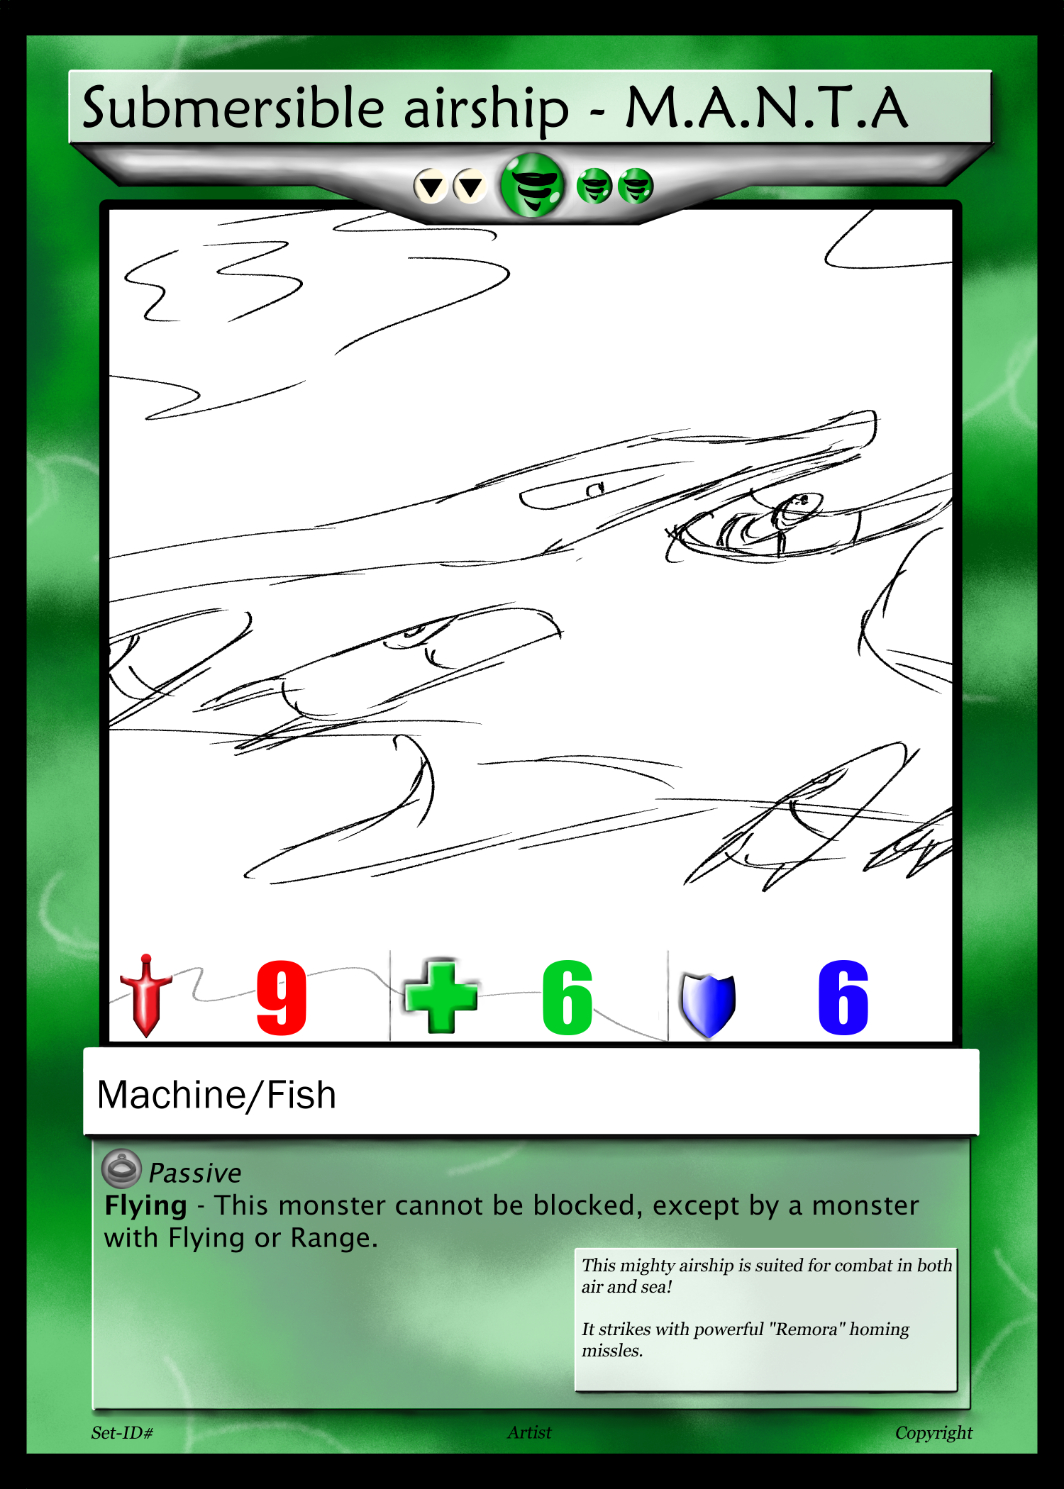 Submersible airship - M.A.N.T.A
9
6
6
Machine/Fish
Passive
Flying - This monster cannot be blocked, except by a monster
with Flying or Range.
This mighty airship is suited for combat in both
air and sea!
It strikes with powerful "Remora" homing
missles.
Set-ID#
Artist
Copyright